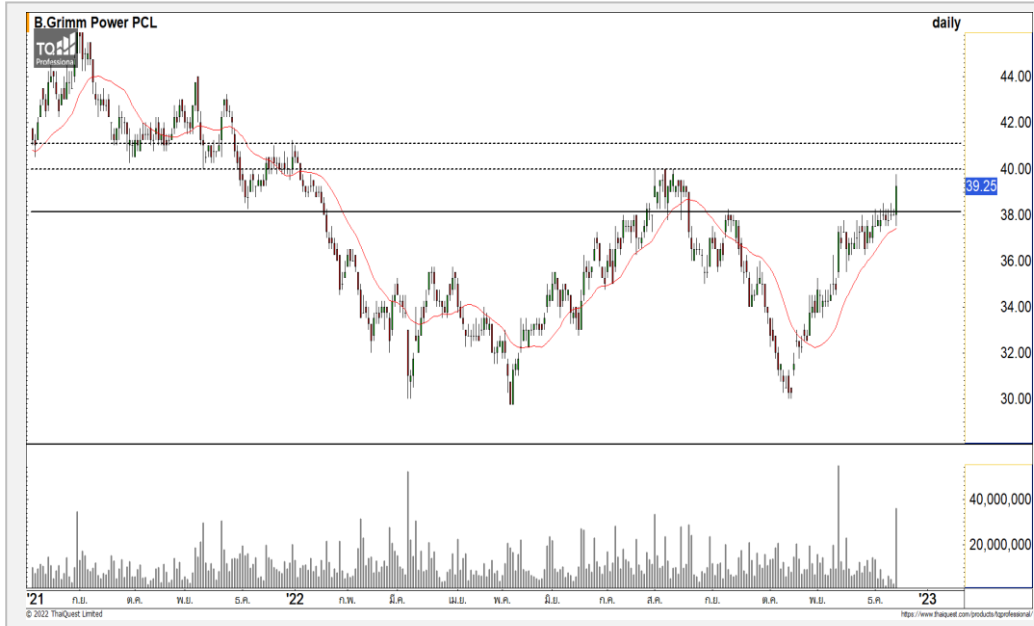 B.Grimm Power PCL
daily
TQ
Professional
44.00
42.00
40.00
39.25
38.00
36.00
34.00
32.00
30.00
40,000,000
20,000,000
'21 ก.ย. ต.ค. พ.ย. ธ.ค. '22 ก.พ. มี.ค. เม.ย. พ.ค. มิ.ย. ก.ค. ส.ค. ก.ย. ต.ค. พ.ย. ธ.ค. '23
© 2022 ThaiQuest Limited
https://www.thaiquest.com/products/tqprofessional/